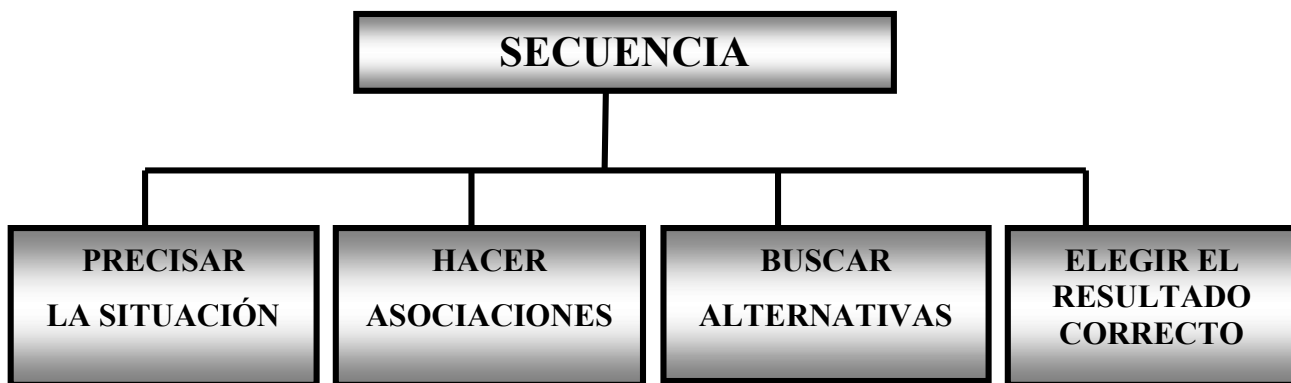 SECUENCIA
PRECISAR
LA SITUACIÓN
HACER
ASOCIACIONES
BUSCAR
ALTERNATIVAS
ELEGIR EL
RESULTADO
CORRECTO